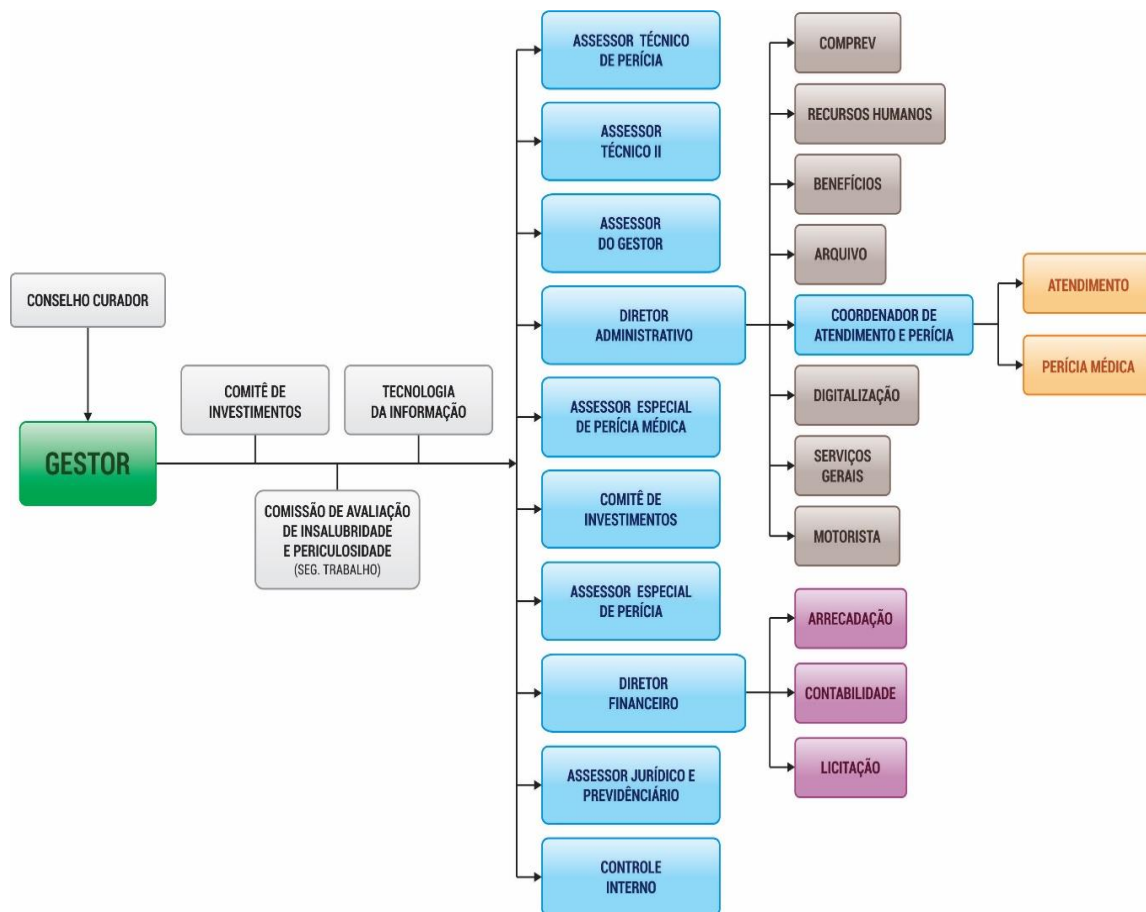 CONSELHO CURADOR
GESTOR
COMITÊ DE
INVESTIMENTOS
TECNOLOGIA
DA INFORMAÇÃO
COMISSÃO DE AVALIAÇÃO
DE INSALUBRIDADE
E PERICULOSIDADE
(SEG. TRABALHO)
ASSESSOR TÉCNICO
DE PERÍCIA
ASSESSOR
TÉCNICO II
ASSESSOR
DO GESTOR
DIRETOR
ADMINISTRATIVO
ASSESSOR ESPECIAL
DE PERÍCIA MÉDICA
COMITÊ DE
INVESTIMENTOS
ASSESSOR ESPECIAL
DE PERÍCIA
DIRETOR
FINANCEIRO
ASSESSOR JURÍDICO E
PREVIDÊNCIÁRIO
CONTROLE
INTERNO
COMPREV
RECURSOS HUMANOS
BENEFÍCIOS
ARQUIVO
COORDENADOR DE
ATENDIMENTO E PERÍCIA
DIGITALIZAÇÃO
SERVIÇOS
GERAIS
MOTORISTA
ARRECADAÇÃO
CONTABILIDADE
LICITAÇÃO
ATENDIMENTO
PERÍCIA MÉDICA